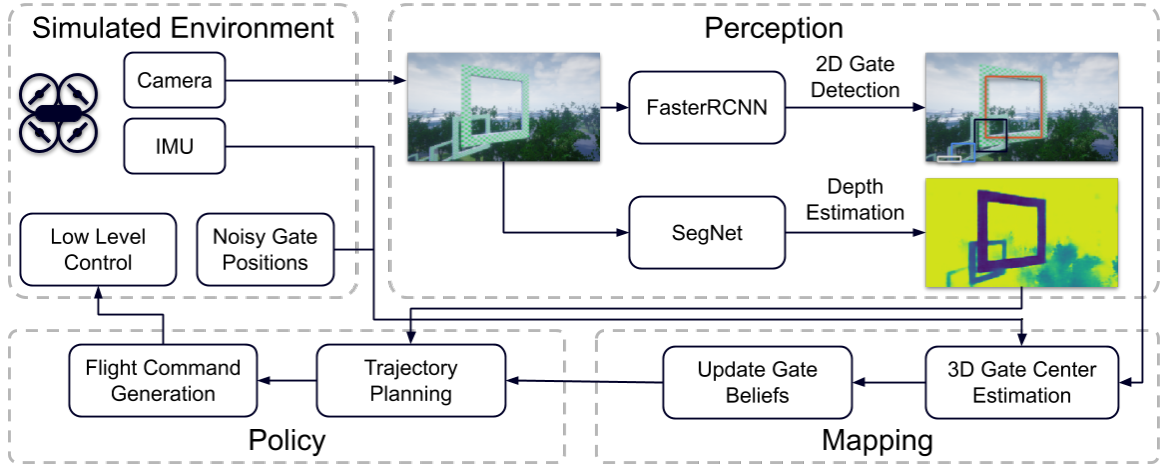 Simulated Environment
Camera
IMU
Low Level
Control
Noisy Gate
Positions
Perception
FasterRCNN
2D Gate
Detection
SegNet
Depth
Estimation
Flight Command
Generation
Trajectory
Planning
Policy
Update Gate
Beliefs
3D Gate Center
Estimation
Mapping